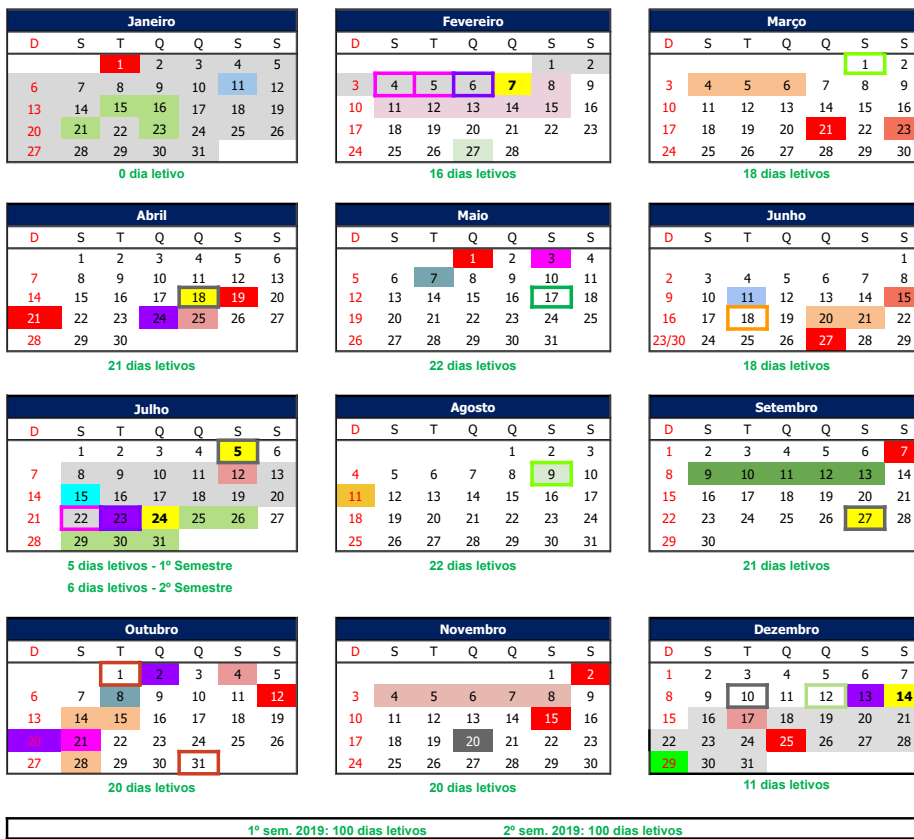 Janeiro Fevereiro Março
D S T Q Q S S D S T Q Q S S D S T Q Q S S
1 2 3 4 5 1 2 1 2
6 7 8 9 10 11 12 3 4 5 6 7 8 9 3 4 5 6 7 8 9
13 14 15 16 17 18 19 10 11 12 13 14 15 16 10 11 12 13 14 15 16
20 21 22 23 24 25 26 17 18 19 20 21 22 23 17 18 19 20 21 22 23
27 28 29 30 31 24 25 26 27 28 24 25 26 27 28 29 30
0 dia letivo 16 dias letivos 18 dias letivos
Abril Maio Junho
D S T Q Q S S D S T Q Q S S D S T Q Q S S
1 2 3 4 5 6 1 2 3 4 1
7 8 9 10 11 12 13 5 6 7 8 9 10 11 2 3 4 5 6 7 8
14 15 16 17 18 19 20 12 13 14 15 16 17 18 9 10 11 12 13 14 15
21 22 23 24 25 26 27 19 20 21 22 23 24 25 16 17 18 19 20 21 22
28 29 30 26 27 28 29 30 31 23/30 24 25 26 27 28 29
21 dias letivos 22 dias letivos 18 dias letivos
Julho Agosto Setembro
D S T Q Q S S D S T Q Q S S D S T Q Q S S
1 2 3 4 5 6 1 2 3 1 2 3 4 5 6 7
7 8 9 10 11 12 13 4 5 6 7 8 9 10 8 9 10 11 12 13 14
14 15 16 17 18 19 20 11 12 13 14 15 16 17 15 16 17 18 19 20 21
21 22 23 24 25 26 27 18 19 20 21 22 23 24 22 23 24 25 26 27 28
28 29 30 31 25 26 27 28 29 30 31 29 30
5 dias letivos - 1º Semestre 22 dias letivos 21 dias letivos
6 dias letivos - 2º Semestre
Outubro Novembro Dezembro
D S T Q Q S S D S T Q Q S S D S T Q Q S S
1 2 3 4 5 1 2 1 2 3 4 5 6 7
6 7 8 9 10 11 12 3 4 5 6 7 8 9 8 9 10 11 12 13 14
13 14 15 16 17 18 19 10 11 12 13 14 15 16 15 16 17 18 19 20 21
20 21 22 23 24 25 26 17 18 19 20 21 22 23 22 23 24 25 26 27 28
27 28 29 30 31 24 25 26 27 28 29 30 29 30 31
20 dias letivos 20 dias letivos 11 dias letivos
1º sem. 2019: 100 dias letivos 2º sem. 2019: 100 dias letivos